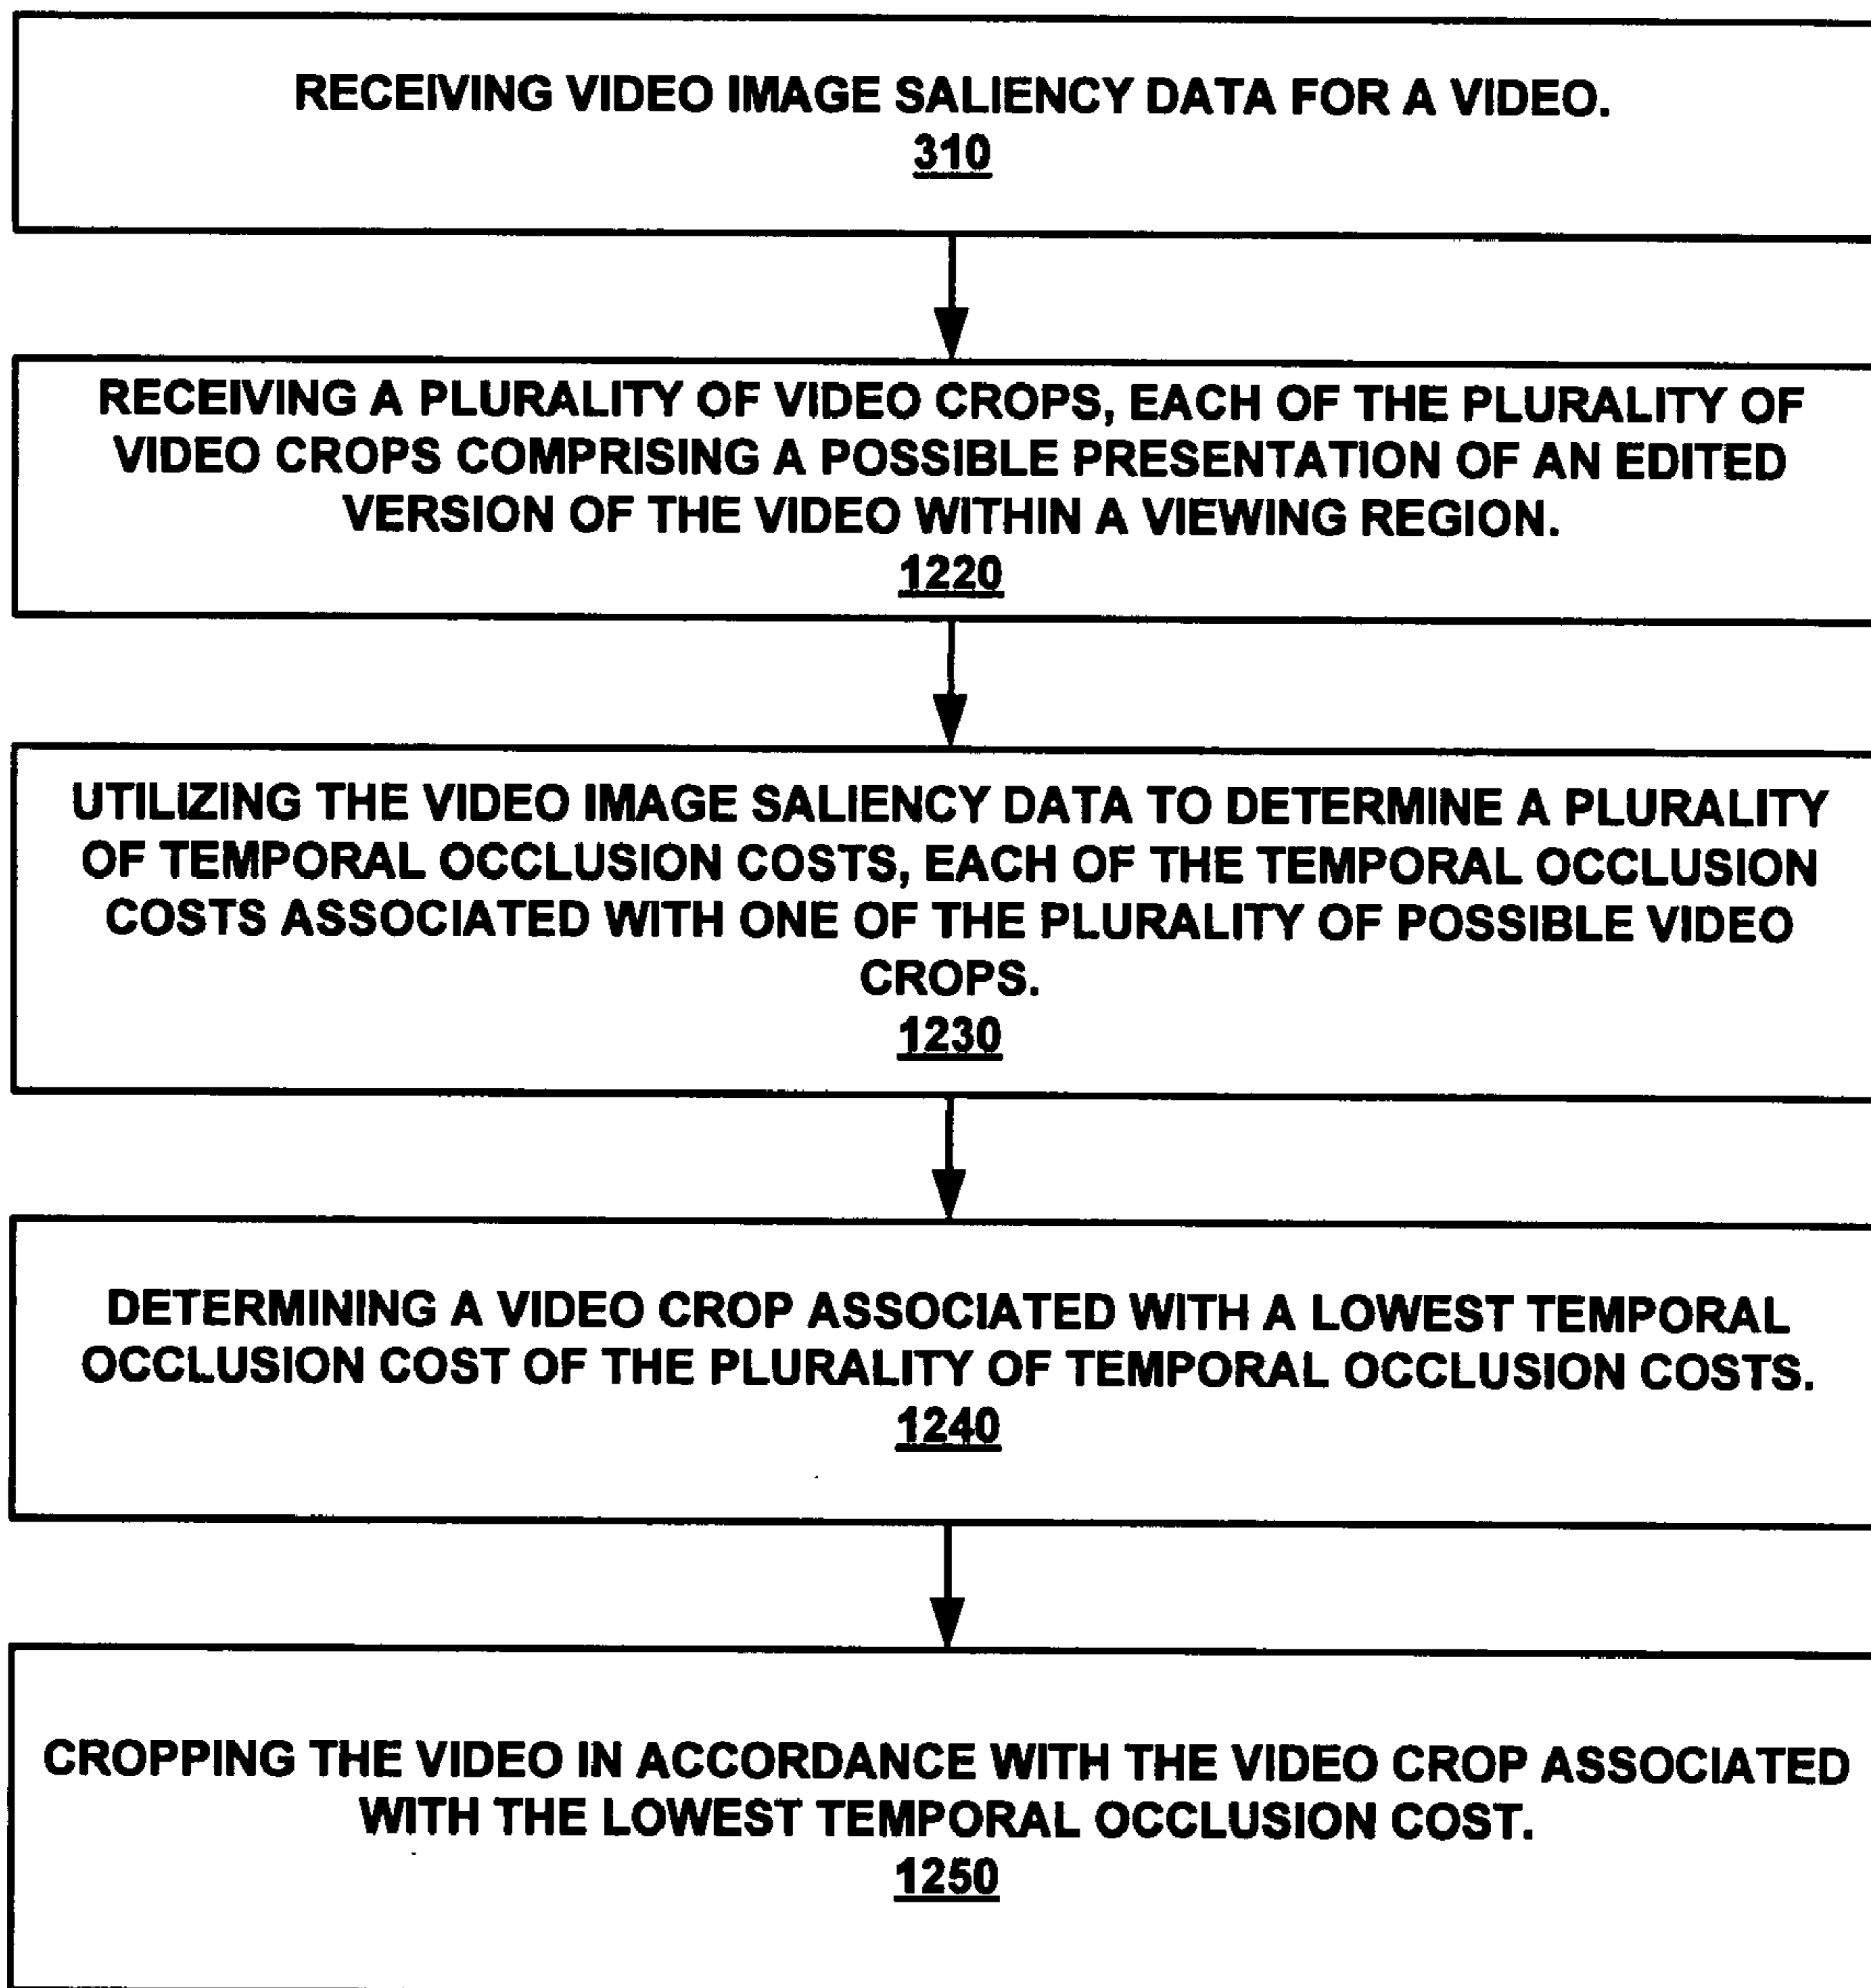 RECEIVING VIDEO IMAGE SALIENCY DATA FOR A VIDEO.
310
RECEIVING A PLURALITY OF VIDEO CROPS, EACH OF THE PLURALITY OF
VIDEO CROPS COMPRISING A POSSIBLE PRESENTATION OF AN EDITED
VERSION OF THE VIDEO WITHIN A VIEWING REGION.
1220
UTILIZING THE VIDEO IMAGE SALIENCY DATA TO DETERMINE A PLURALITY
OF TEMPORAL OCCLUSION COSTS, EACH OF THE TEMPORAL OCCLUSION
COSTS ASSOCIATED WITH ONE OF THE PLURALITY OF POSSIBLE VIDEO
CROPS.
1230
DETERMINING A VIDEO CROP ASSOCIATED WITH A LOWEST TEMPORAL
OCCLUSION COST OF THE PLURALITY OF TEMPORAL OCCLUSION COSTS.
1240
CROPPING THE VIDEO IN ACCORDANCE WITH THE VIDEO CROP ASSOCIATED
WITH THE LOWEST TEMPORAL OCCLUSION COST.
1250